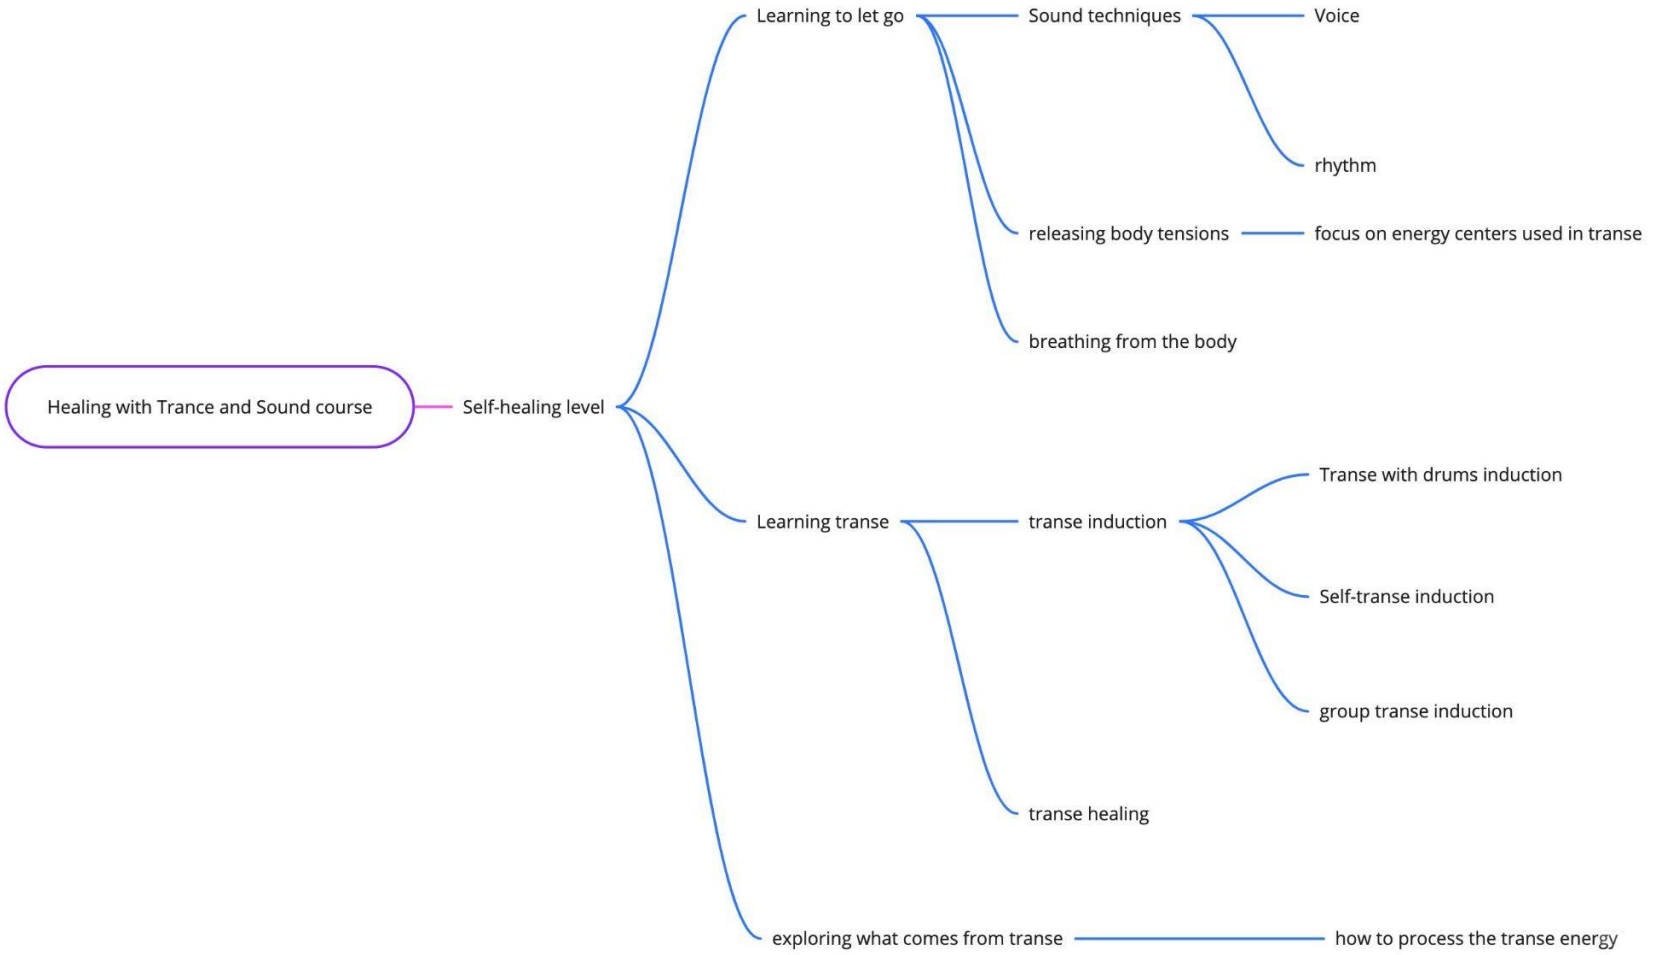 Learning to let go
Sound techniques
Voice
rhythm
releasing body tensions
focus on energy centers used in transe
breathing from the body
Healing with Trance and Sound course
Self-healing level
Learning transe
transe induction
Transe with drums induction
Self-transe induction
group transe induction
transe healing
exploring what comes from transe
how to process the transe energy